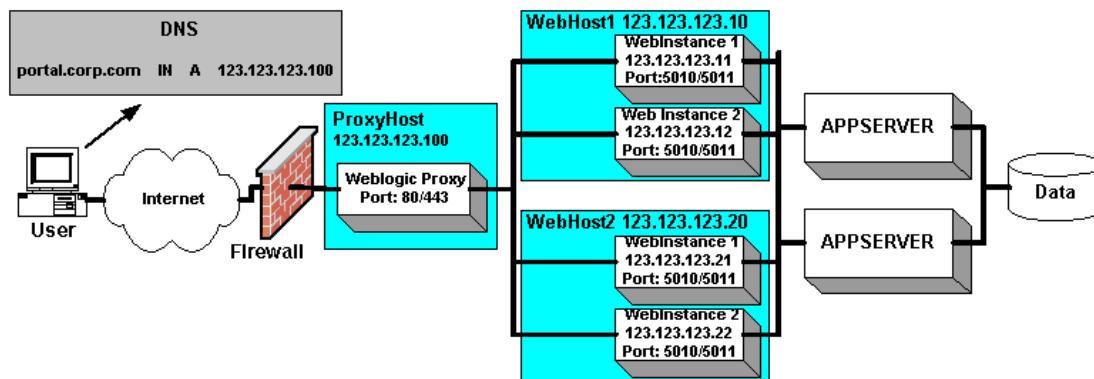 DNS
portal.corp.com IN A 123.123.123.100
User
Internet
FIrewall
ProxyHost
123.123.123.100
Weblogic Proxy
Port: 80/443
WebHost1 123.123.123.10
WebInstance 1
123.123.123.11
Port:5010/5011
Web Instance 2
123.123.123.12
Port: 5010/5011
WebHost2 123.123.123.20
WebInstance 1
123.123.123.21
Port: 5010/5011
WebInstance 2
123.123.123.22
Port: 5010/5011
APPSERVER
APPSERVER
Data